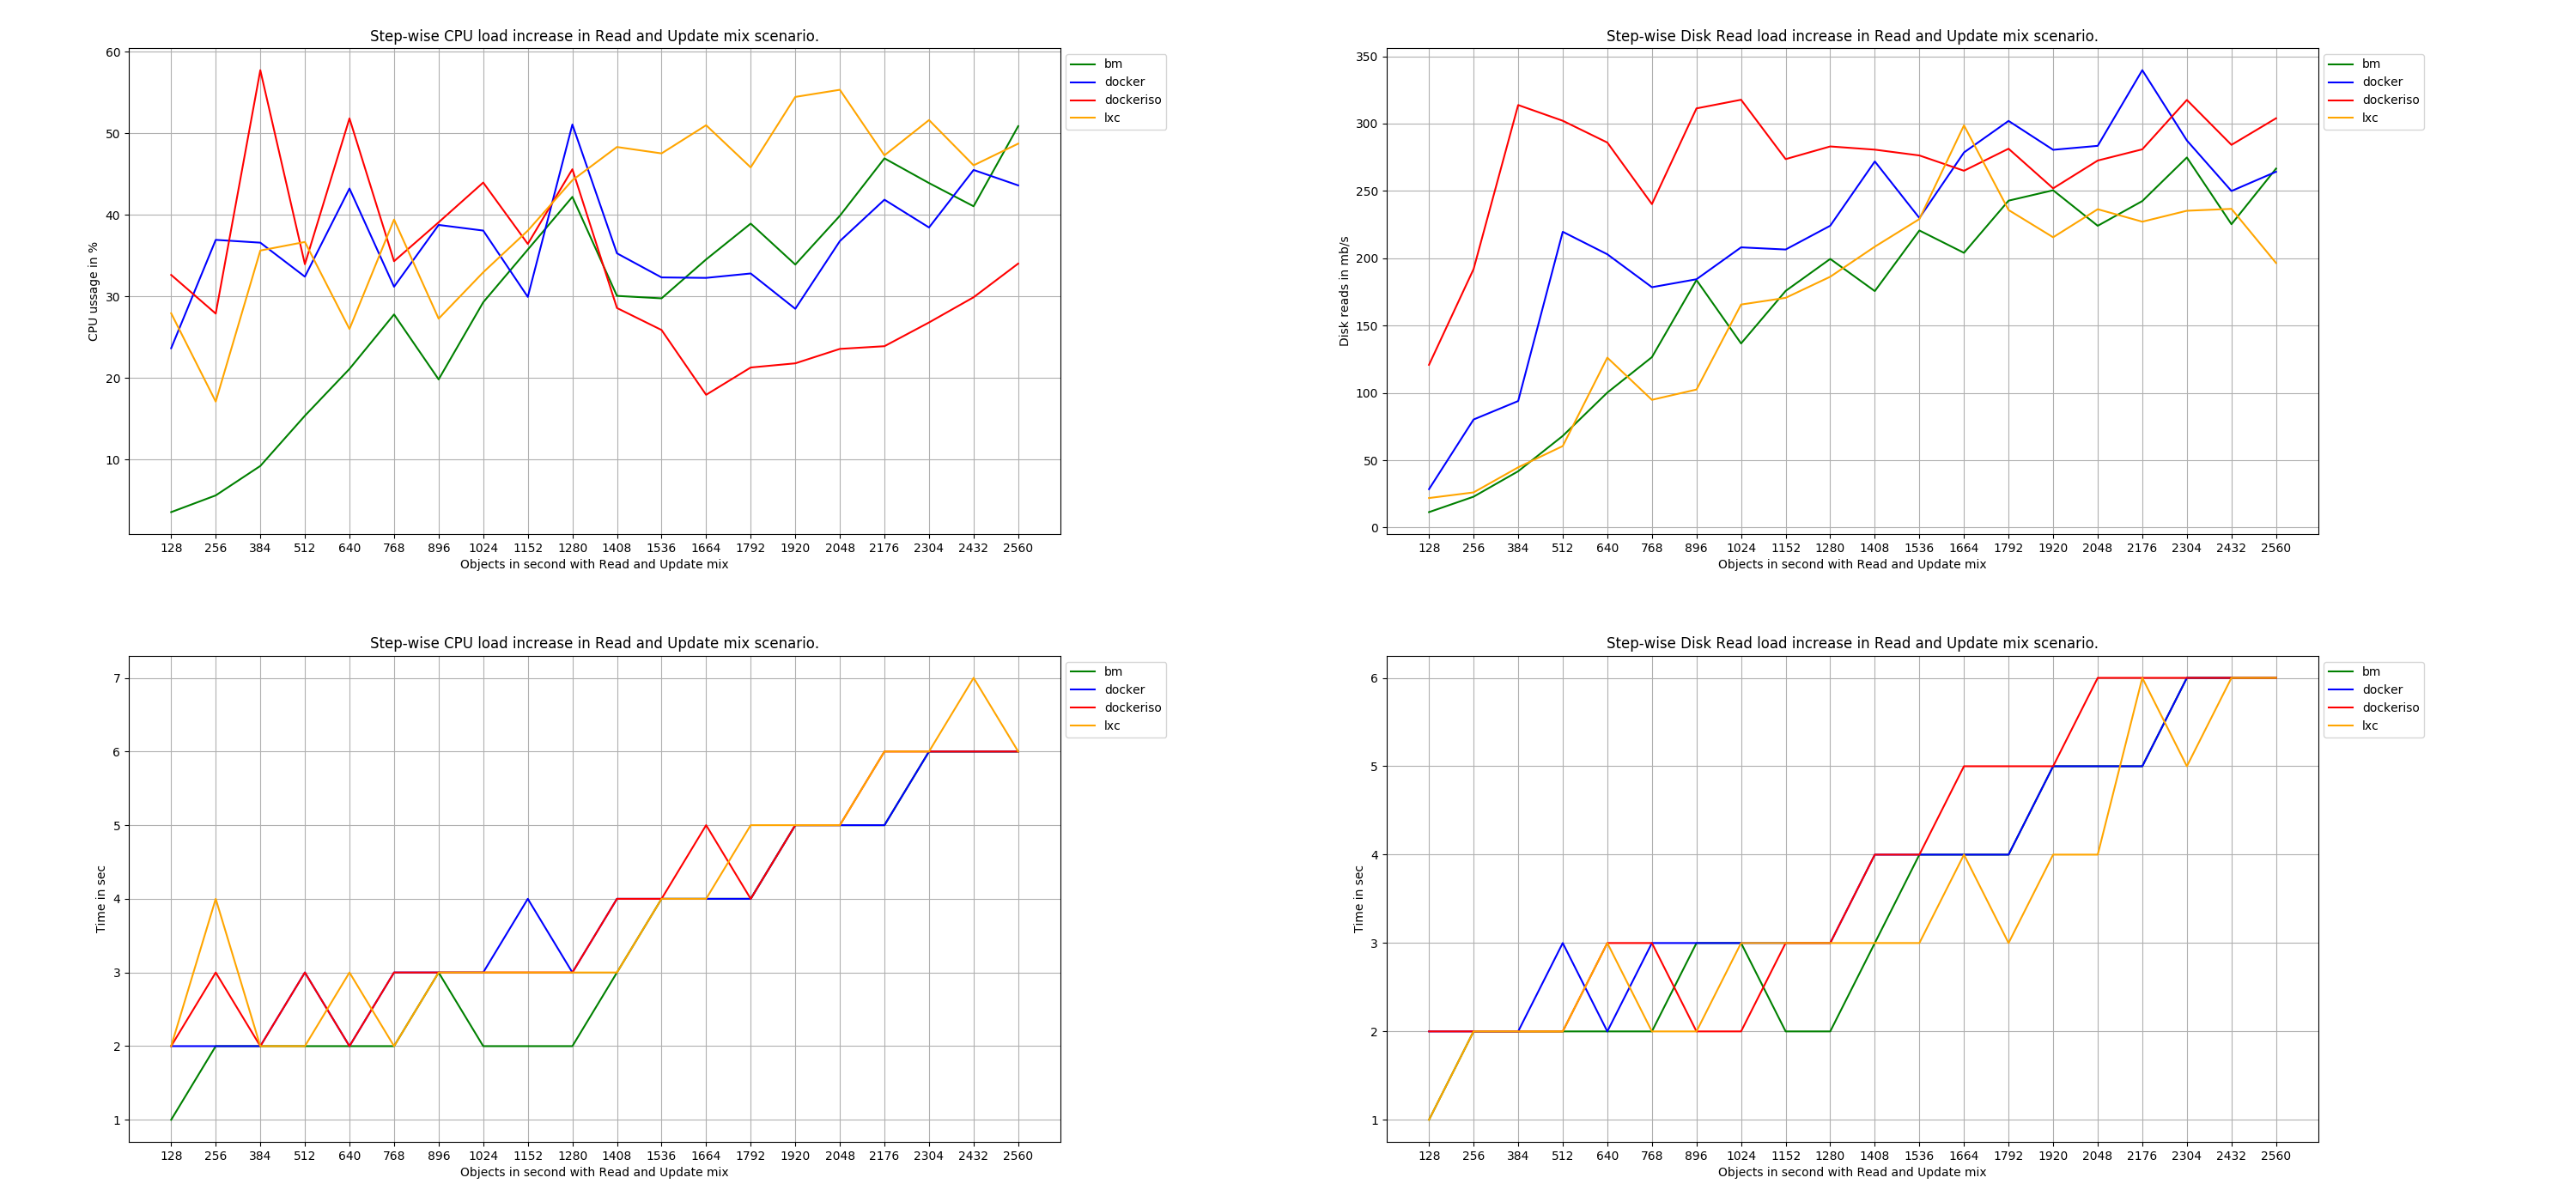 Step-wise CPU load increase in Read and Update mix scenario.
60
50
40
30
20
10
CPU ussage in %
128 256 384 512 640 768 896 1024 1152 1280 1408 1536 1664 1792 1920 2048 2176 2304 2432 2560
Objects in second with Read and Update mix
bm
docker
dockeriso
lxc
Step-wise Disk Read load increase in Read and Update mix scenario.
350
300
250
200
150
100
50
0
Disk reads in mb/s
128 256 384 512 640 768 896 1024 1152 1280 1408 1536 1664 1792 1920 2048 2176 2304 2432 2560
Objects in second with Read and Update mix
bm
docker
dockeriso
lxc
Step-wise CPU load increase in Read and Update mix scenario.
7
6
5
4
3
2
1
Time in sec
128 256 384 512 640 768 896 1024 1152 1280 1408 1536 1664 1792 1920 2048 2176 2304 2432 2560
Objects in second with Read and Update mix
bm
docker
dockeriso
lxc
Step-wise Disk Read load increase in Read and Update mix scenario.
6
5
4
3
2
1
Time in sec
128 256 384 512 640 768 896 1024 1152 1280 1408 1536 1664 1792 1920 2048 2176 2304 2432 2560
Objects in second with Read and Update mix
bm
docker
dockeriso
lxc